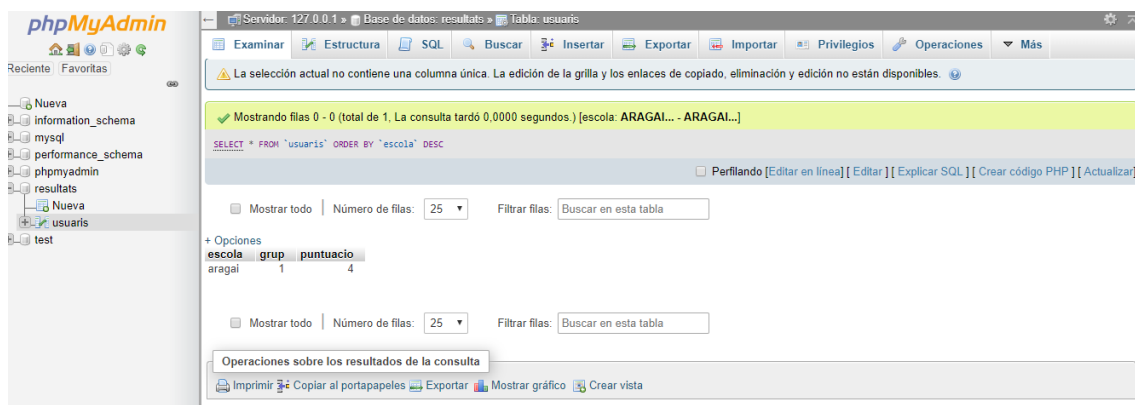 phpMyAdmin
Reciente Favoritas
Nueva
information_schema
mysql
performance_schema
phpmyadmin
resultats
Nueva
usuaris
test
Servidor: 127.0.0.1 » Base de datos: resultats » Tabla: usuaris
Examinar Estructura SQL Buscar Insertar Exportar Importar Privilegios Operaciones Más
La selección actual no contiene una columna única. La edición de la grilla y los enlaces de copiado, eliminación y edición no están disponibles.
Mostrando filas 0 - 0 (total de 1, La consulta tardó 0,0000 segundos.) [escola: ARAGAI... - ARAGAI...]
SELECT * FROM `usuaris` ORDER BY `escola` DESC
Perfilando [Editar en línea] [ Editar ] [ Explicar SQL ] [ Crear código PHP ] [ Actualizar]
Mostrar todo | Número de filas: 25 Filtrar filas: Buscar en esta tabla
+ Opciones
escola grup puntuacio
aragai 1 4
Mostrar todo | Número de filas: 25 Filtrar filas: Buscar en esta tabla
Operaciones sobre los resultados de la consulta
Imprimir Copiar al portapapeles Exportar Mostrar gráfico Crear vista